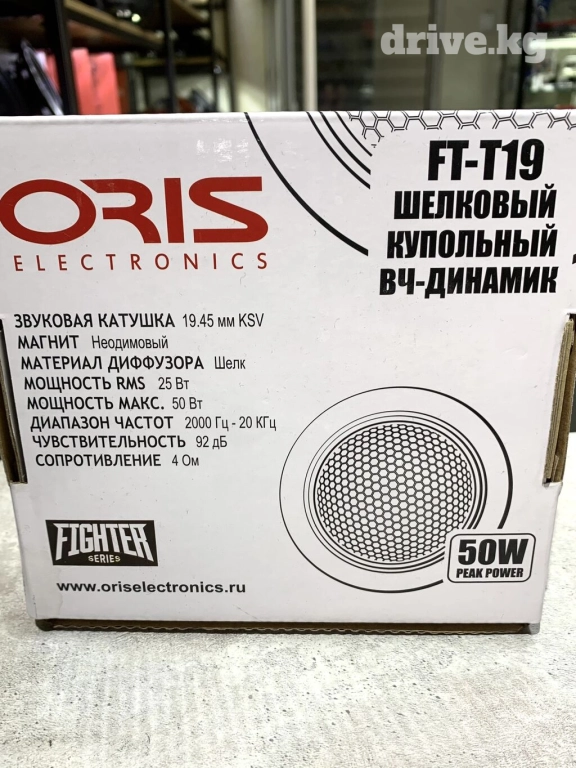 drive.kg
FT-T19
ШЕЛКОВЫЙ
КУПОЛЬНЫЙ
ВЧ-ДИНАМИК
ORIS
ELECTRONICS
ЗВУКОВАЯ КАТУШКА 19.45 мм KSV
МАГНИТ Неодимовый
МАТЕРИАЛ ДИФФУЗОРА Шелк
МОЩНОСТЬ RMS 25 Вт
МОЩНОСТЬ МАКС. 50 Вт
ДИАПАЗОН ЧАСТОТ 2000 Гц - 20 КГц
ЧУВСТВИТЕЛЬНОСТЬ 92 дБ
СОПРОТИВЛЕНИЕ 4 Ом
FIGHTER
SERIES
www.oriselectronics.ru
50W
PEAK POWER